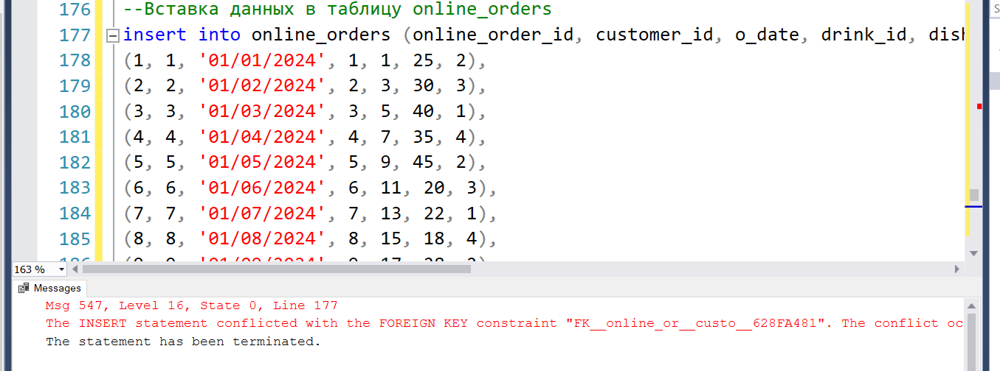 176 --Вставка данных в таблицу online_orders
177 insert into online_orders (online_order_id, customer_id, o_date, drink_id, dish
178 (1, 1, '01/01/2024', 1, 1, 25, 2),
179 (2, 2, '01/02/2024', 2, 3, 30, 3),
180 (3, 3, '01/03/2024', 3, 5, 40, 1),
181 (4, 4, '01/04/2024', 4, 7, 35, 4),
182 (5, 5, '01/05/2024', 5, 9, 45, 2),
183 (6, 6, '01/06/2024', 6, 11, 20, 3),
184 (7, 7, '01/07/2024', 7, 13, 22, 1),
185 (8, 8, '01/08/2024', 8, 15, 18, 4),
163 %
Messages
Msg 547, Level 16, State 0, Line 177
The INSERT statement conflicted with the FOREIGN KEY constraint "FK__online_or__custo__628FA481". The conflict oc
The statement has been terminated.